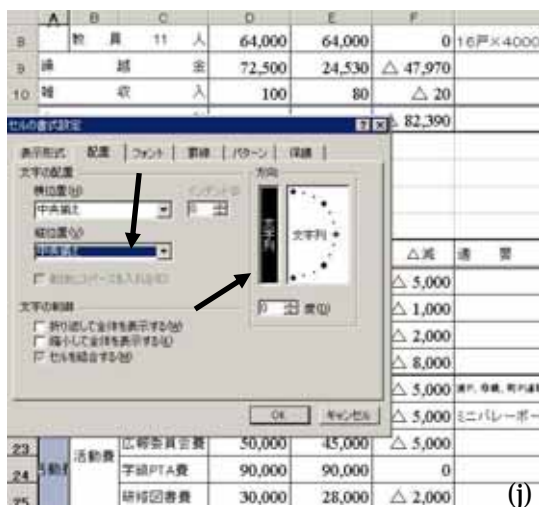 A B C D E F
8 教 員 11 人 64,000 64,000 0 16戸×4000
9 繰 越 金 72,500 24,530 △ 47,970
10 雑 収 入 100 80 △ 20
△ 82,390
セルの書式設定
表示形式 配置 フォント 罫線 パターン 保護
文字の配置
横位置(H)
中央揃え
縦位置(V)
中央揃え
方向
文字列
文字列
0 度(D)
文字の制御
折り返して全体を表示する(W)
縮小して全体を表示する(K)
セルを結合する(M)
OK キャンセル
△減 摘 要
△ 5,000
△ 1,000
△ 2,000
△ 8,000
△ 5,000
△ 5,000 ミニバレーボー
23 活動費 広報委員会費 50,000 45,000 △ 5,000
24 学級PTA費 90,000 90,000 0
25 研修図書費 30,000 28,000 △ 2,000
(j)